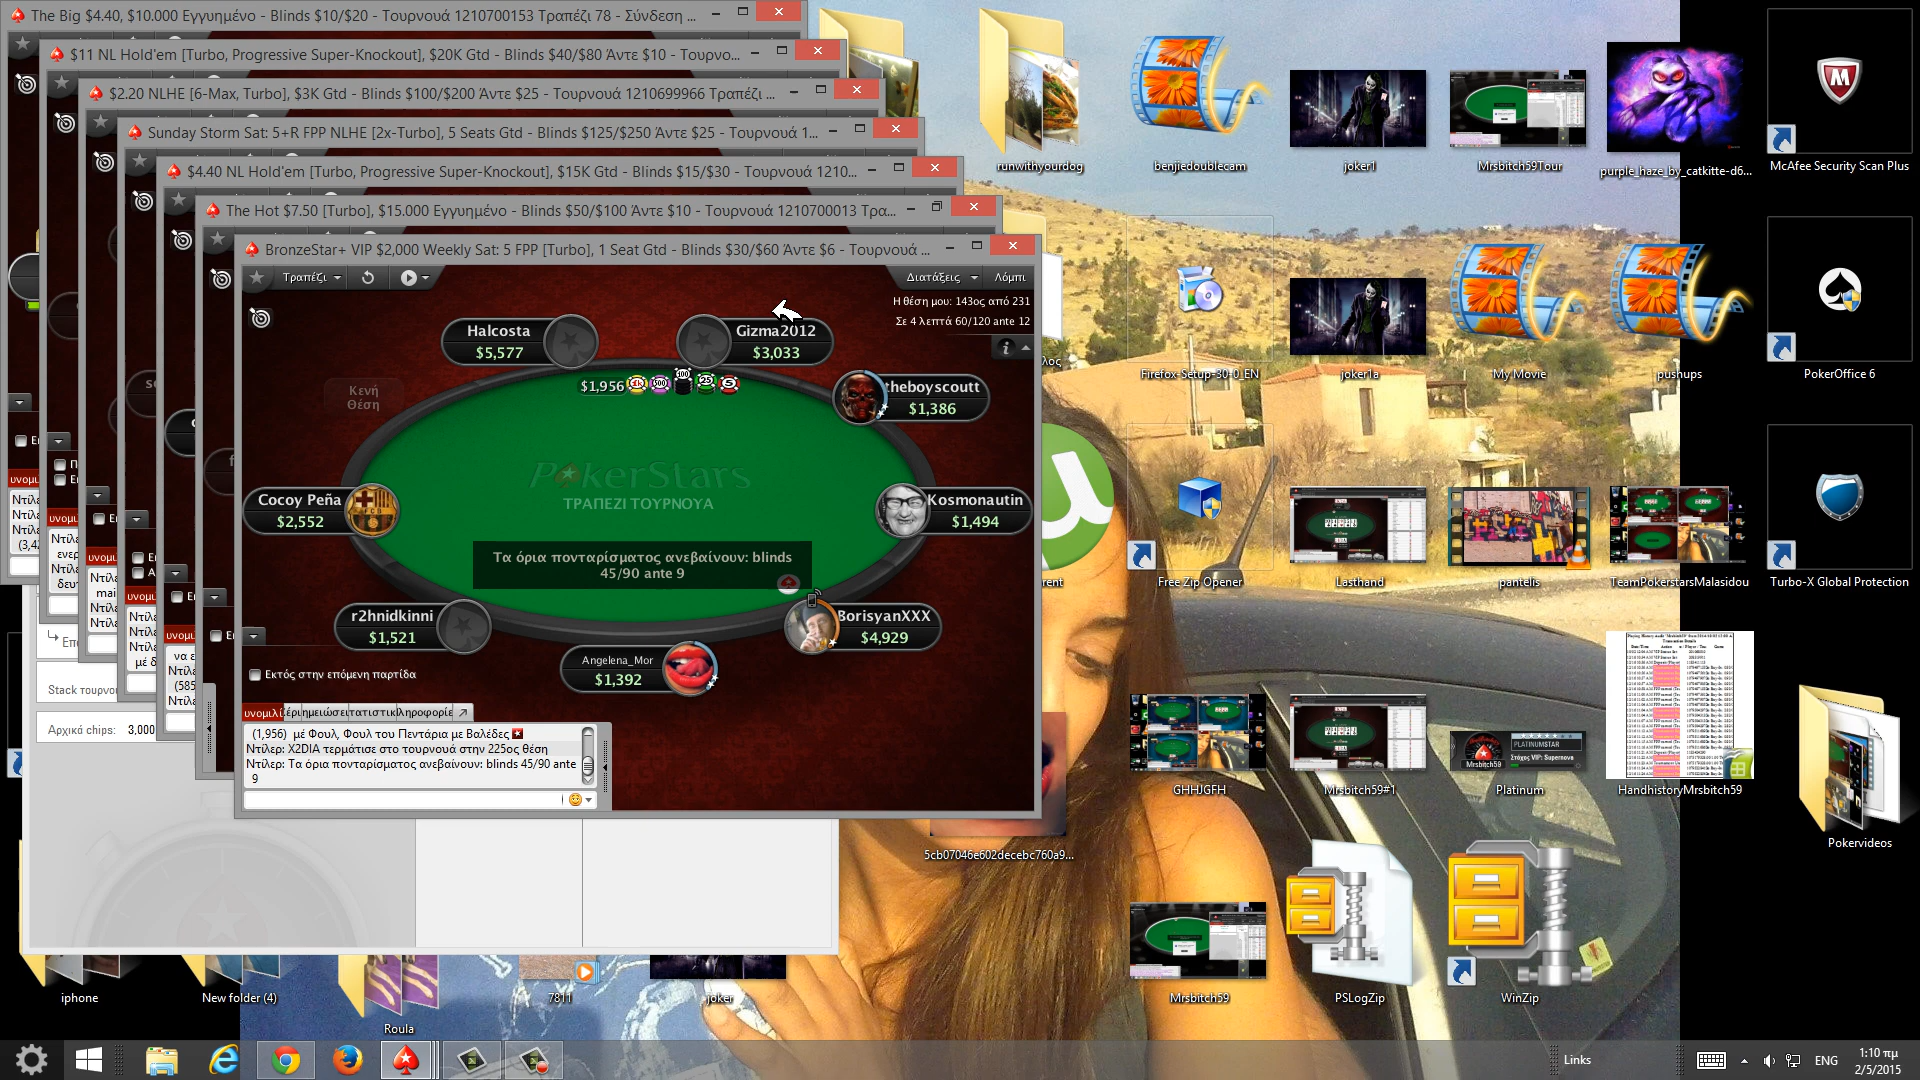 The Big $4.40, $10.000 Εγγυημένο - Blinds $10/$20 - Τουρνουά 1210700153 Τραπέζι 78 - Σύνδεση ...
$11 NL Hold'em [Turbo, Progressive Super-Knockout], $20K Gtd - Blinds $40/$80 Άντε $10 - Τουρνο...
$2.20 NLHE [6-Max, Turbo], $3K Gtd - Blinds $100/$200 Άντε $25 - Τουρνουά 1210699966 Τραπέζι ...
Sunday Storm Sat: 5+R FPP NLHE [2x-Turbo], 5 Seats Gtd - Blinds $125/$250 Άντε $25 - Τουρνουά 1...
$4.40 NL Hold'em [Turbo, Progressive Super-Knockout], $15K Gtd - Blinds $15/$30 - Τουρνουά 1210...
The Hot $7.50 [Turbo], $15.000 Εγγυημένο - Blinds $50/$100 Άντε $10 - Τουρνουά 1210700013 Τρα...
BronzeStar+ VIP $2,000 Weekly Sat: 5 FPP [Turbo], 1 Seat Gtd - Blinds $30/$60 Άντε $6 - Τουρνουά ...
Τραπέζι
Διατάξεις
Λόμπι
Η θέση μου: 143ος από 231
Σε 4 λεπτά 60/120 ante 12
Halcosta
$5,577
Gizma2012
$3,033
$1,956
theboyscoutt
$1,386
Κενή
Θέση
PokerStars
ΤΡΑΠΕΖΙ ΤΟΥΡΝΟΥΑ
Cocoy Peña
$2,552
Kosmonautin
$1,494
Τα όρια πονταρίσματος ανεβαίνουν: blinds
45/90 ante 9
r2hnidkinni
$1,521
BorisyanXXX
$4,929
Angelena_Mor
$1,392
Εκτός στην επόμενη παρτίδα
(1,956) μέ Φουλ, Φουλ του Πεντάρια με Βαλέδες
Ντίλερ: X2DIA τερμάτισε στο τουρνουά στην 225ος θέση
Ντίλερ: Τα όρια πονταρίσματος ανεβαίνουν: blinds 45/90 ante
9
Stack τουρνο
Αρχικά chips: 3,000
runwithyourdog
benjiedoublecam
joker1
Mrsbitch59Tour
purple_haze_by_catkitte-d6...
McAfee Security Scan Plus
Firefox-Setup-30-0_EN
joker1a
My Movie
pushups
PokerOffice 6
Free Zip Opener
Lasthand
pantelis
TeamPokerstarsMalasidou
Turbo-X Global Protection
GHHJGFH
Mrsbitch59#1
Mrsbitch59
PLATINUMSTAR
Στόχος VIP: Supernova
Platinum
HandhistoryMrsbitch59
Pokervideos
5cb07046e602decebc760a9...
Mrsbitch59
PSLogZip
WinZip
iphone
New folder (4)
Roula
7811
joker
Links
ENG
1:10 πμ
2/5/2015